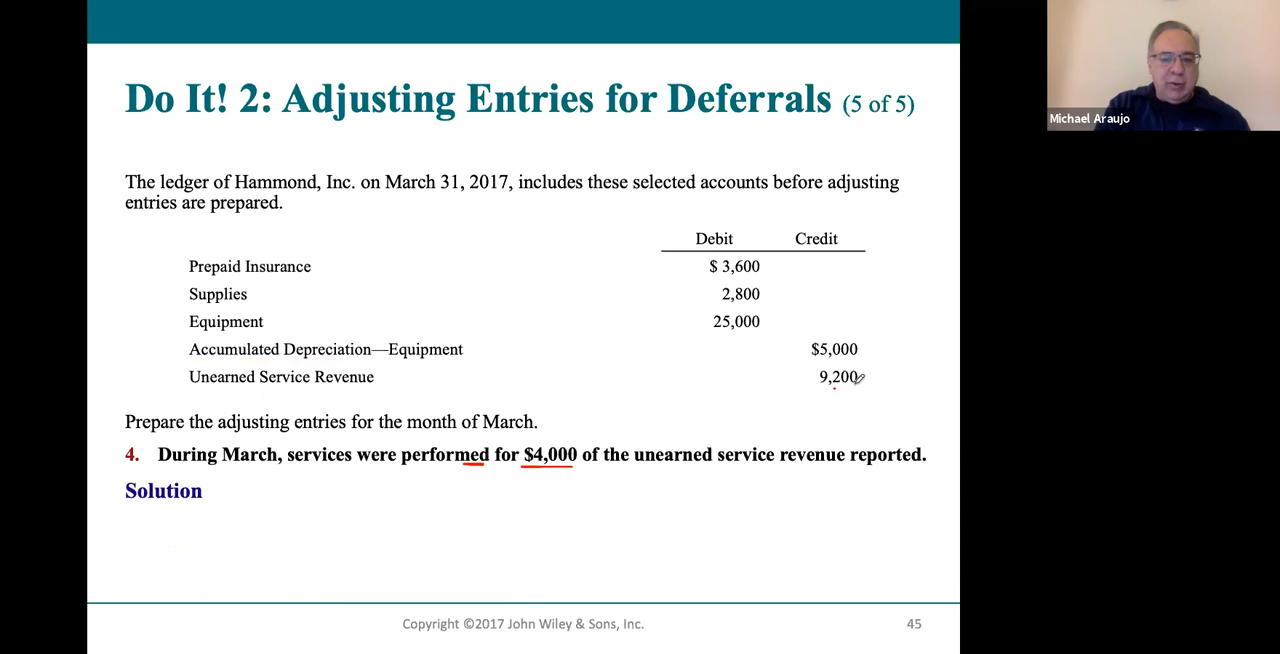 Do It! 2: Adjusting Entries for Deferrals (5 of 5)
Michael Araujo
The ledger of Hammond, Inc. on March 31, 2017, includes these selected accounts before adjusting
entries are prepared.
Debit Credit
Prepaid Insurance $ 3,600
Supplies 2,800
Equipment 25,000
Accumulated Depreciation—Equipment $5,000
Unearned Service Revenue 9,200
Prepare the adjusting entries for the month of March.
4. During March, services were performed for $4,000 of the unearned service revenue reported.
Solution
Copyright ©2017 John Wiley & Sons, Inc. 45